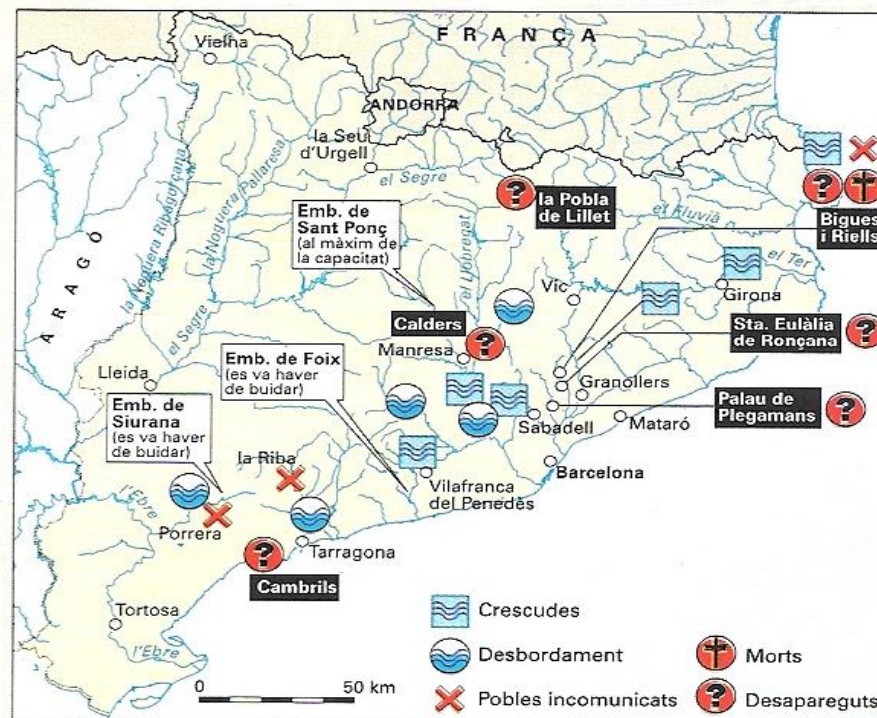 FRANÇA
Vielha
ANDORRA
la Seu
d'Urgell
el Segre
la Noguera Ribagorçana
la Noguera Pallaresa
ARAGÓ
Emb. de
Sant Ponç
(al màxim de
la capacitat)
el Llobregat
la Pobla
de Lillet
el Fluvià
Bigues
i Riells
el Ter
Vic
Girona
Calders
Manresa
Sta. Eulàlia
de Ronçana
el Segre
Lleida
Emb. de Foix
(es va haver
de buidar)
Granollers
Palau de
Plegamans
Emb. de
Siurana
(es va haver
de buidar)
Sabadell
Mataró
la Riba
Barcelona
Vilafranca
del Penedès
l'Ebre
Porrera
Tarragona
Cambrils
Tortosa
l'Ebre
0 50 km
Crescudes
Desbordament
Pobles incomunicats
Morts
Desapareguts